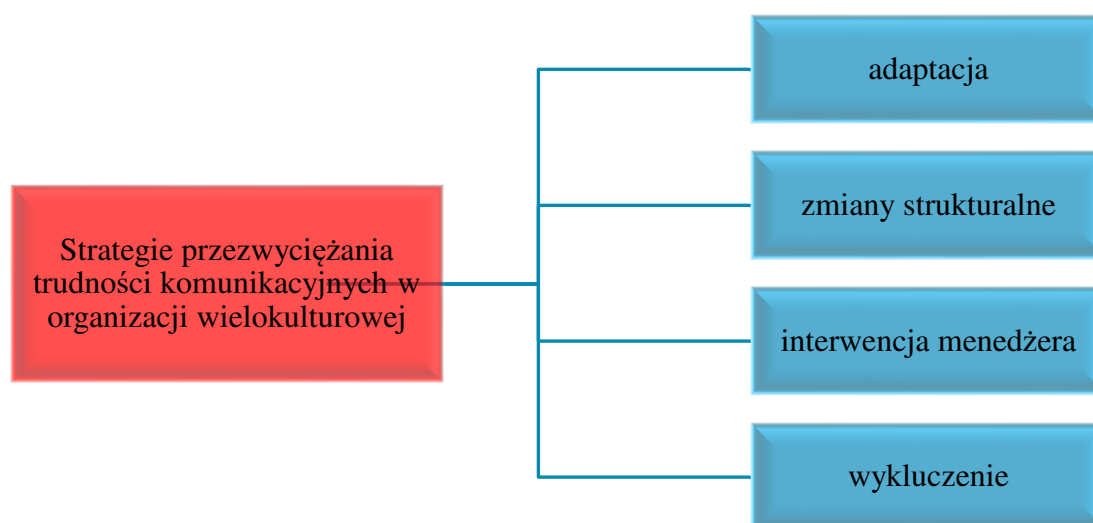 Strategie przezwyciężania
trudności komunikacyjnych w
organizacji wielokulturowej
adaptacja
zmiany strukturalne
interwencja menedżera
wykluczenie